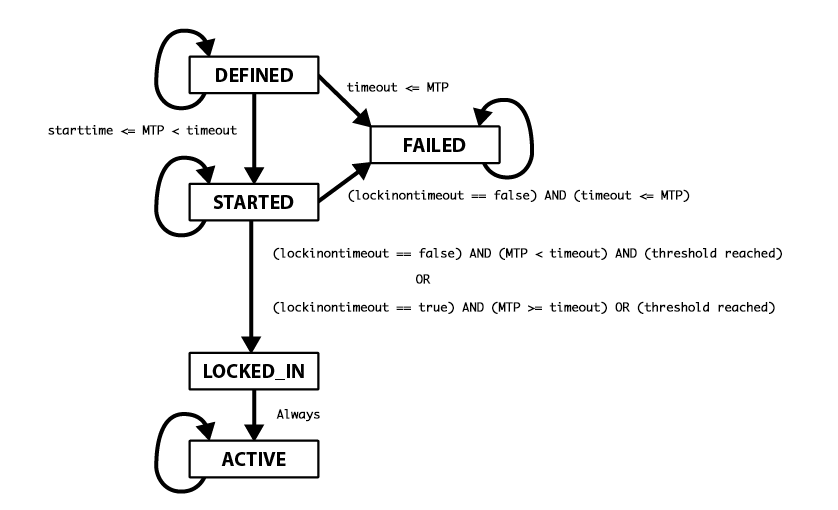 DEFINED
timeout <= MTP
starttime <= MTP < timeout
FAILED
STARTED
(lockinontimeout == false) AND (timeout <= MTP)
(lockinontimeout == false) AND (MTP < timeout) AND (threshold reached)
OR
(lockinontimeout == true) AND (MTP >= timeout) OR (threshold reached)
LOCKED_IN
Always
ACTIVE